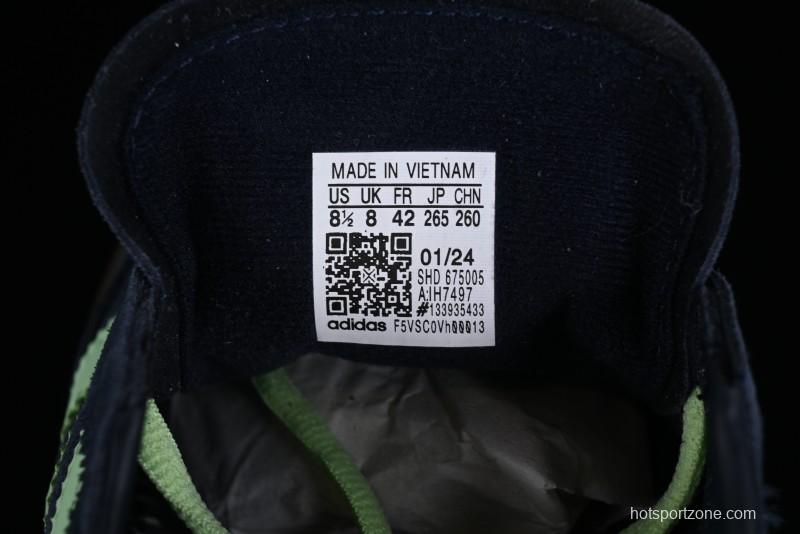 MADE IN VIETNAM
US UK FR JP CHN
8½ 8 42 265 260
01/24
SHD 675005
A:IH7497
#133935433
adidas F5VSC0Vh00013
hotsportzone.com